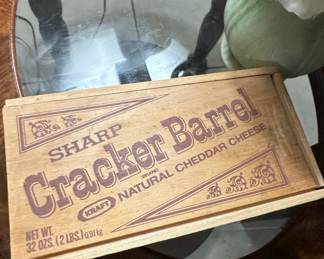 SHARP
Cracker Barrel
BRAND
KRAFT NATURAL CHEDDAR CHEESE
NET WT.
32 OZS. (2 LBS.) 0.91 kg